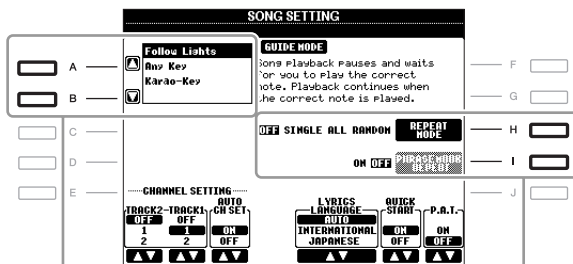 SONG SETTING
Follow Lights
Any Key
Karao-Key
GUIDE MODE
Song playback pauses and waits
for you to play the correct
note. Playback continues when
the correct note is played.
A
B
C
D
E
F
G
H
I
J
OFF SINGLE ALL RANDOM REPEAT MODE
ON OFF PHRASE MARK REPEAT
CHANNEL SETTING
TRACK2 TRACK1 AUTO CH SET
OFF OFF
1 1 ON
2 2 OFF
LYRICS LANGUAGE
AUTO
INTERNATIONAL
JAPANESE
QUICK START
ON
OFF
P.A.T.
ON
OFF